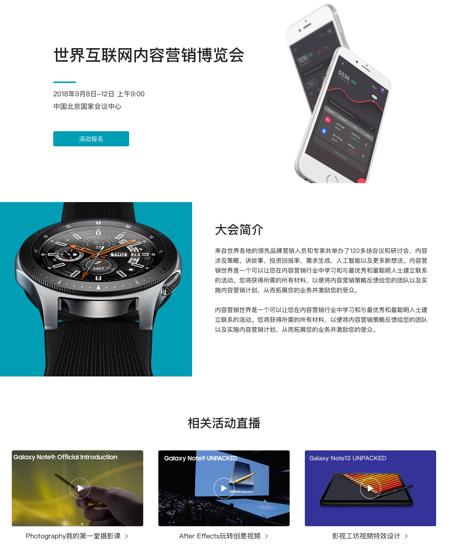 世界互联网内容营销博览会
2018年9月8日-12日 上午9:00
中国北京国家会议中心
活动报名
大会简介
来自世界各地的领先品牌营销人员和专家共举办了120多场会议和研讨会，内容
涉及策略，讲故事，投资回报率，需求生成，人工智能以及更多新想法。内容营
销世界是一个可以让您在内容营销行业中学习和与最优秀和最聪明人士建立联系
的活动。您将获得所需的所有材料，以便将内容营销策略反馈给您的团队以及实
施内容营销计划，从而拓展您的业务并激励您的受众。
内容营销世界是一个可以让您在内容营销行业中学习和与最优秀和最聪明人士建
立联系的活动。您将获得所需的所有材料，以便将内容营销策略反馈给您的团队
以及实施内容营销计划，从而拓展您的业务并激励您的受众。
相关活动直播
Galaxy Note9: Official Introduction
Galaxy Note9 UNPACKED
Galaxy Note13 UNPACKED
Photography我的第一堂摄影课 >
After Effects玩转创意视频 >
影视工坊视频特效设计 >